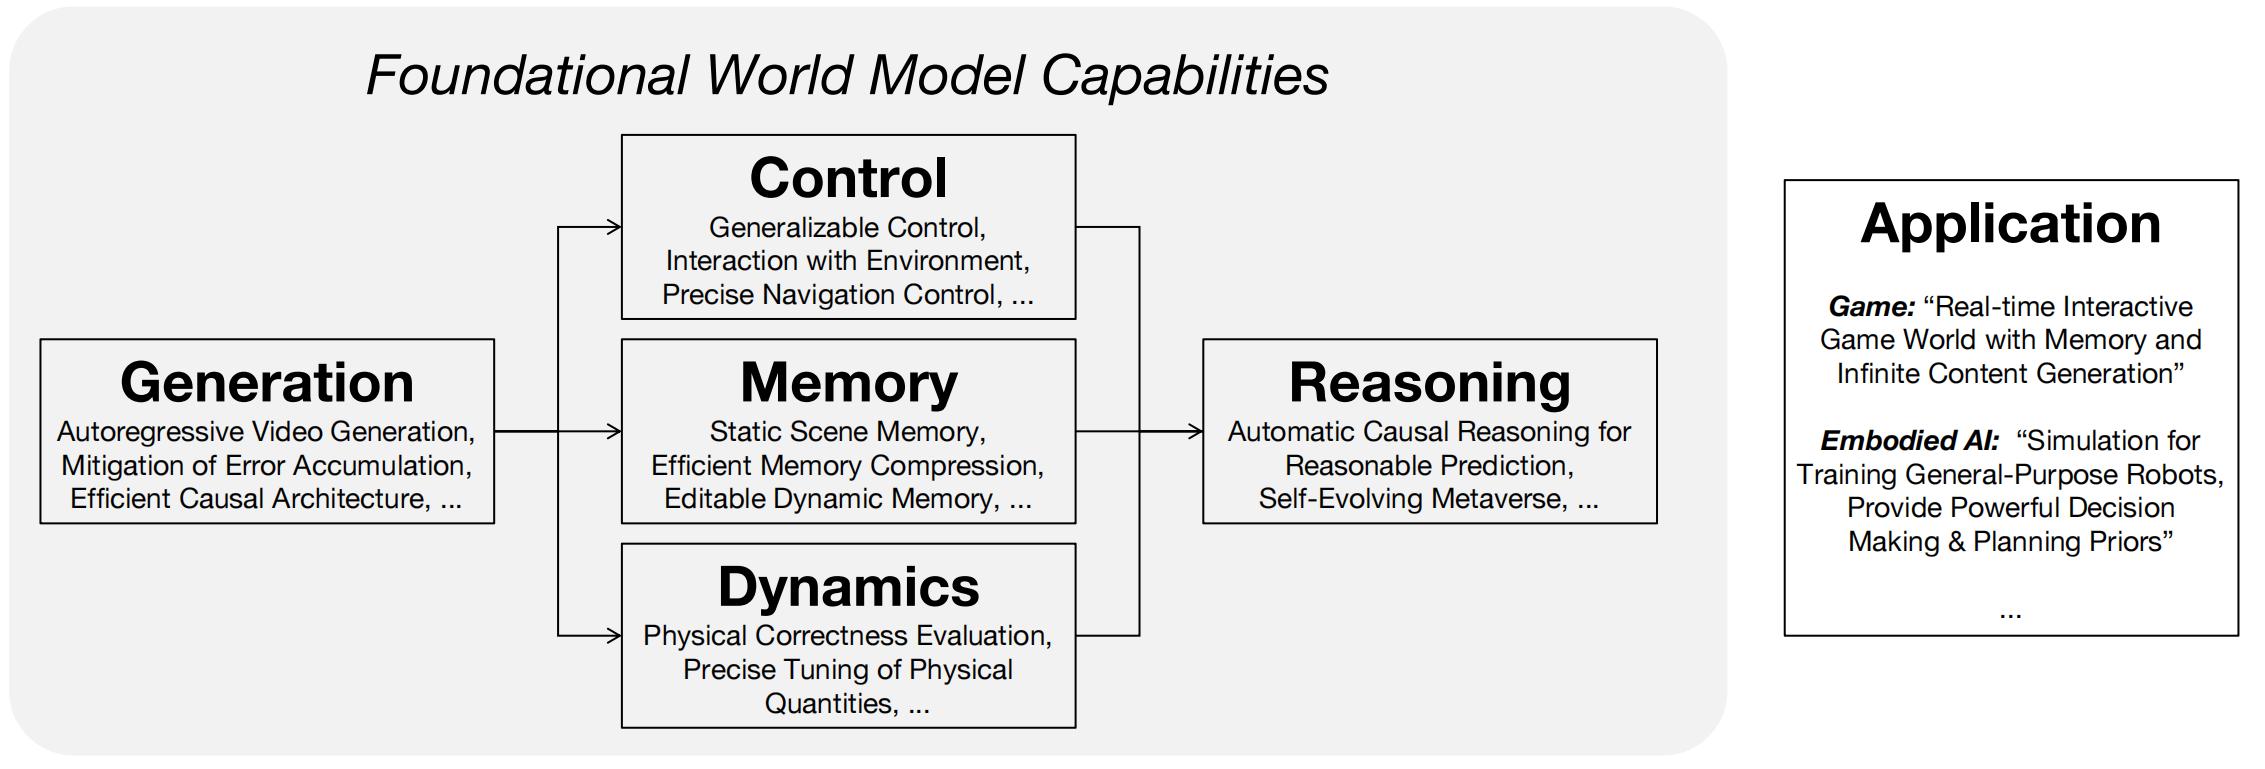 Foundational World Model Capabilities
Control
Generalizable Control,
Interaction with Environment,
Precise Navigation Control, ...
Generation
Autoregressive Video Generation,
Mitigation of Error Accumulation,
Efficient Causal Architecture, ...
Memory
Static Scene Memory,
Efficient Memory Compression,
Editable Dynamic Memory, ...
Dynamics
Physical Correctness Evaluation,
Precise Tuning of Physical
Quantities, ...
Reasoning
Automatic Causal Reasoning for
Reasonable Prediction,
Self-Evolving Metaverse, ...
Application
Game: “Real-time Interactive
Game World with Memory and
Infinite Content Generation”
Embodied AI: “Simulation for
Training General-Purpose Robots,
Provide Powerful Decision
Making & Planning Priors”
...